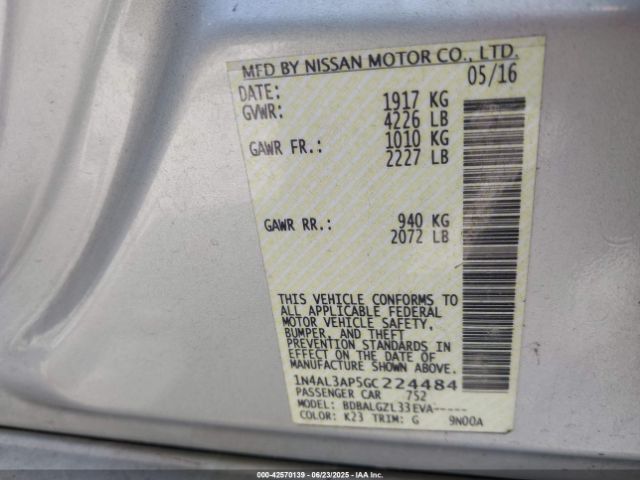 MFD BY NISSAN MOTOR CO., LTD.
DATE: 05/16
GVWR: 1917 KG
4226 LB
GAWR FR.: 1010 KG
2227 LB
GAWR RR.: 940 KG
2072 LB
THIS VEHICLE CONFORMS TO
ALL APPLICABLE FEDERAL
MOTOR VEHICLE SAFETY,
BUMPER, AND THEFT
PREVENTION STANDARDS IN
EFFECT ON THE DATE OF
MANUFACTURE SHOWN ABOVE.
1N4AL3AP5GC224484
PASSENGER CAR 752
MODEL: BDBALGZL33EVA-----
COLOR: K23 TRIM: G 9N00A
000-42570139 - 06/23/2025 - IAAI.COM